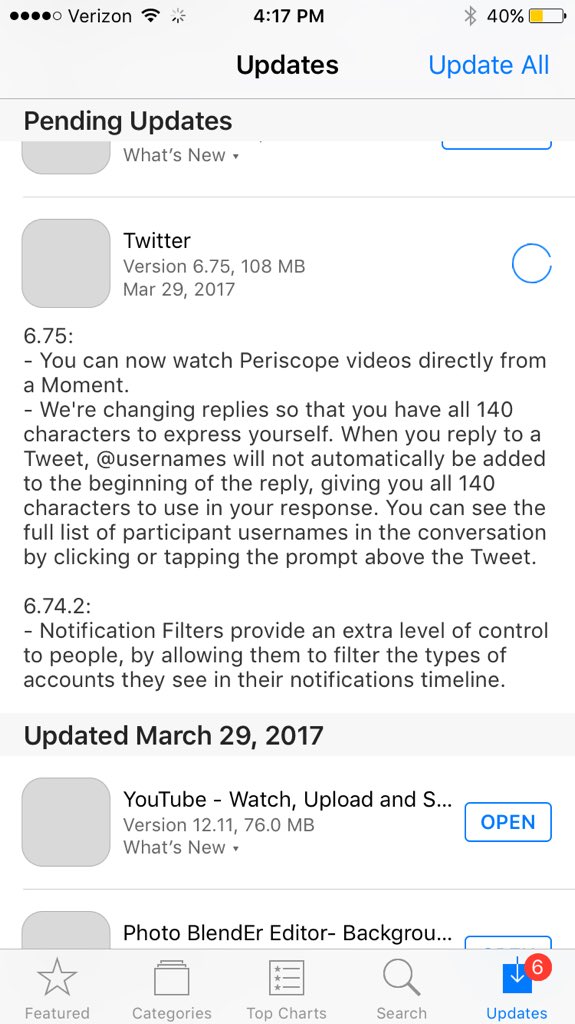 Verizon 4:17 PM 40%
Updates Update All
Pending Updates
What's New ▾
Twitter
Version 6.75, 108 MB
Mar 29, 2017
6.75:
- You can now watch Periscope videos directly from
a Moment.
- We're changing replies so that you have all 140
characters to express yourself. When you reply to a
Tweet, @usernames will not automatically be added
to the beginning of the reply, giving you all 140
characters to use in your response. You can see the
full list of participant usernames in the conversation
by clicking or tapping the prompt above the Tweet.
6.74.2:
- Notification Filters provide an extra level of control
to people, by allowing them to filter the types of
accounts they see in their notifications timeline.
Updated March 29, 2017
YouTube - Watch, Upload and S...
Version 12.11, 76.0 MB
OPEN
What's New ▾
Photo BlendEr Editor- Backgrou...
6
Featured Categories Top Charts Search Updates